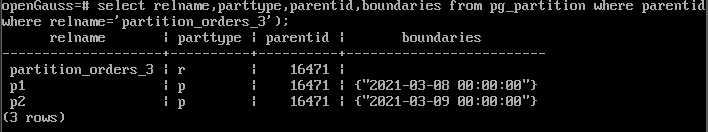 openGauss=# select relname,parttype,parentid,boundaries from pg_partition where parentid
where relname='partition_orders_3');
relname | parttype | parentid | boundaries
--------------------+----------+----------+-------------------------
partition_orders_3 | r | 16471 |
p1 | p | 16471 | {"2021-03-08 00:00:00"}
p2 | p | 16471 | {"2021-03-09 00:00:00"}
(3 rows)